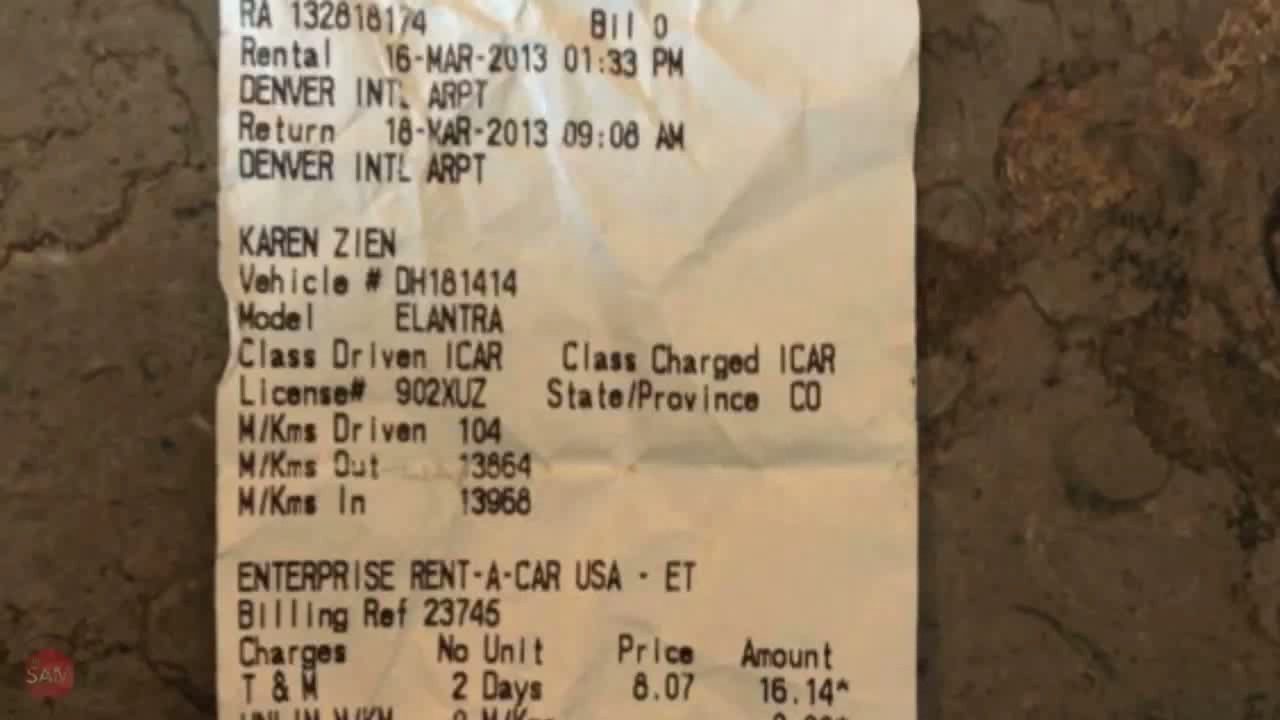 RA 132818174 Bil 0
Rental 16-MAR-2013 01:33 PM
DENVER INTL ARPT
Return 18-MAR-2013 09:08 AM
DENVER INTL ARPT
KAREN ZIEN
Vehicle # DH181414
Model ELANTRA
Class Driven ICAR Class Charged ICAR
License# 902XUZ State/Province CO
M/Kms Driven 104
M/Kms Out 13864
M/Kms In 13968
ENTERPRISE RENT-A-CAR USA - ET
Billing Ref 23745
Charges No Unit Price Amount
T & M 2 Days 8.07 16.14*
SAN